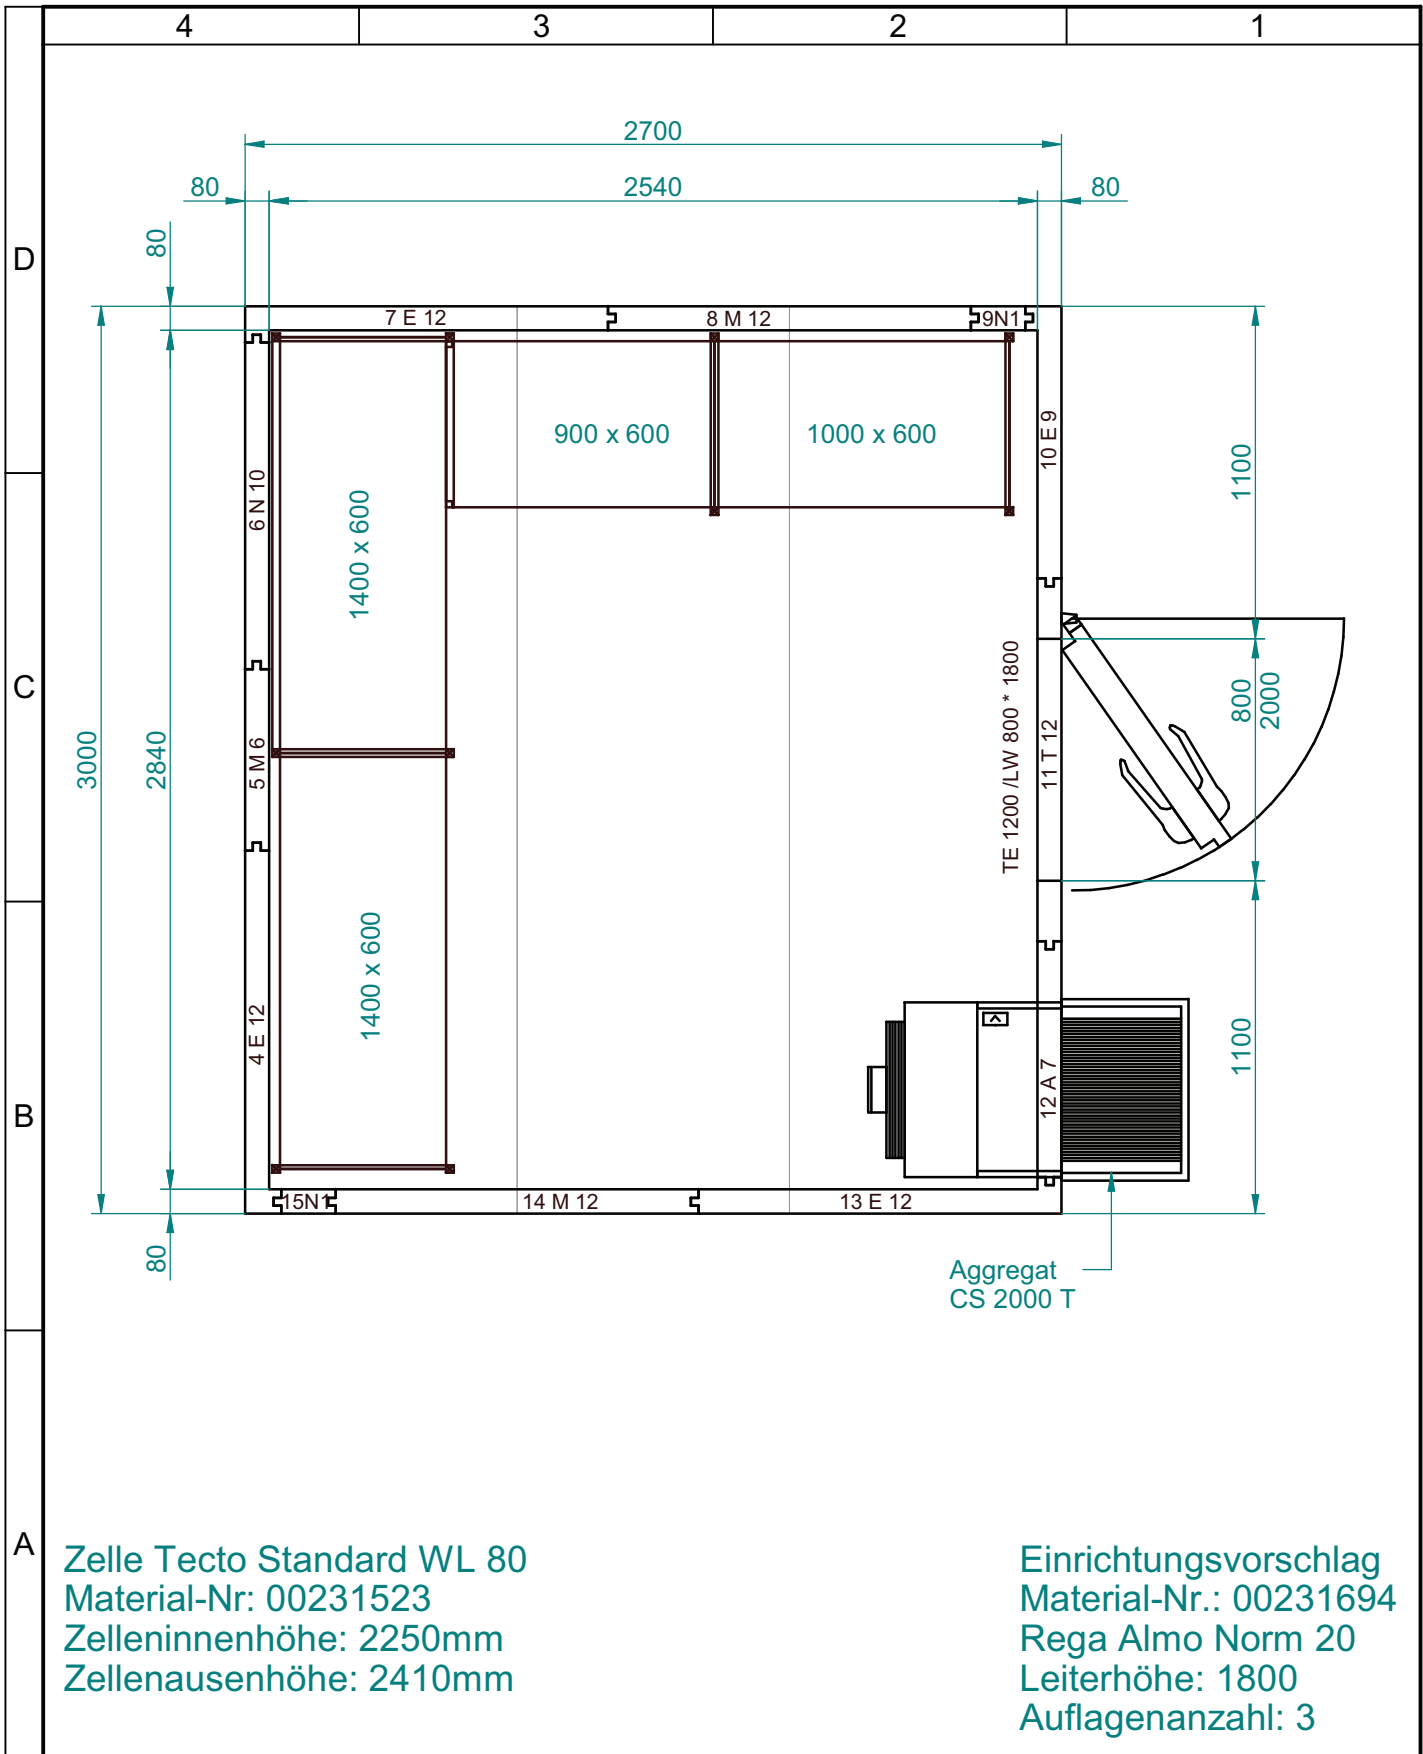 4 3 2 1
2700
80 2540 80
80
D
7 E 12 8 M 12 9N1
10 E 9
900 x 600 1000 x 600
1100
6 N 10
1400 x 600
C
TE 1200 /LW 800 * 1800
11 T 12
800
2000
3000
2840
5 M 6
1400 x 600
4 E 12
12 A 7
1100
B
15N1 14 M 12 13 E 12
80
Aggregat
CS 2000 T
A
Zelle Tecto Standard WL 80
Material-Nr: 00231523
Zelleninnenhöhe: 2250mm
Zellenausenhöhe: 2410mm
Einrichtungsvorschlag
Material-Nr.: 00231694
Rega Almo Norm 20
Leiterhöhe: 1800
Auflagenanzahl: 3